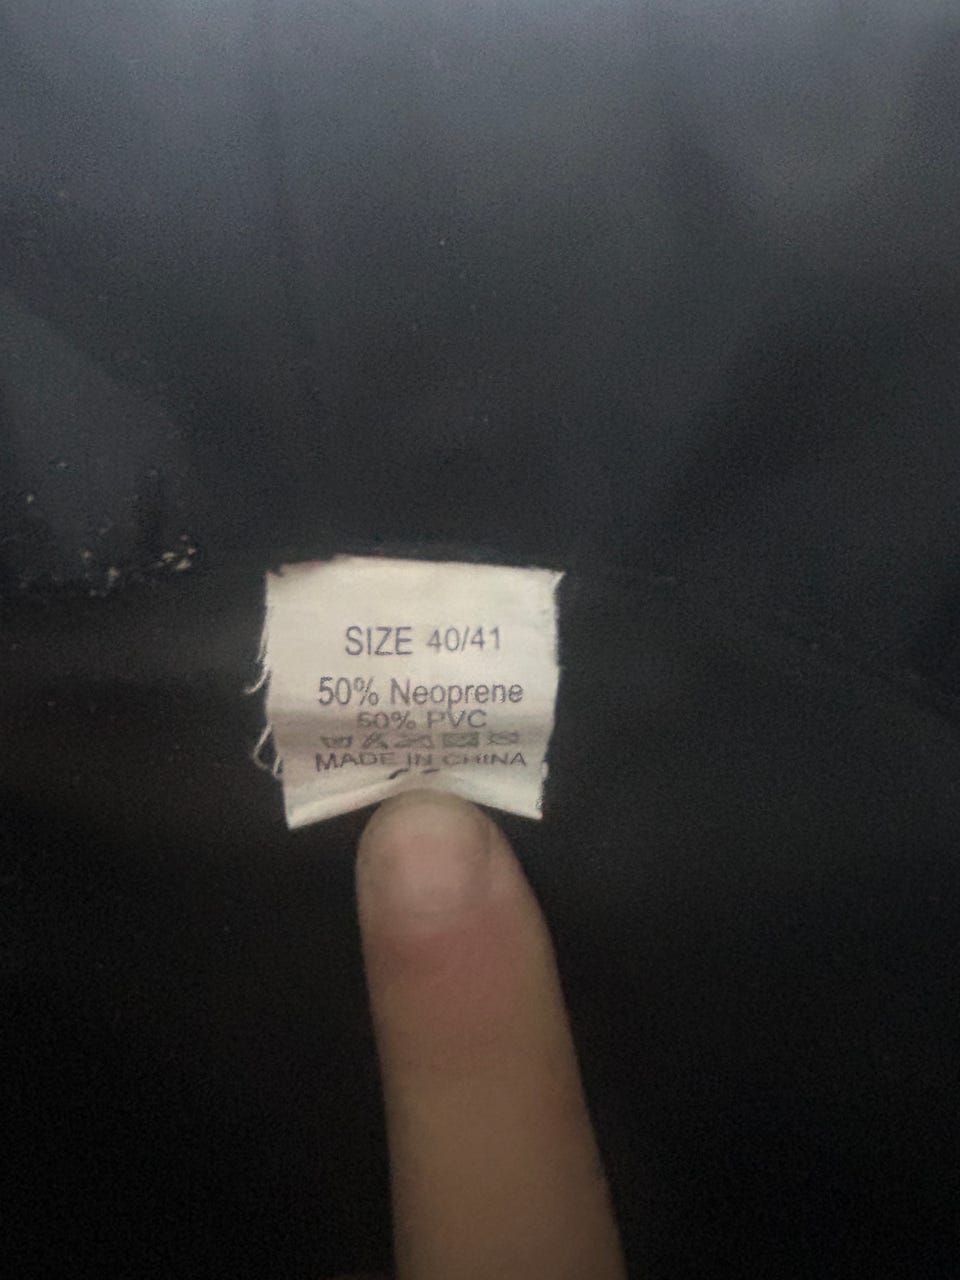 SIZE 40/41
50% Neoprene
50% PVC
MADE IN CHINA